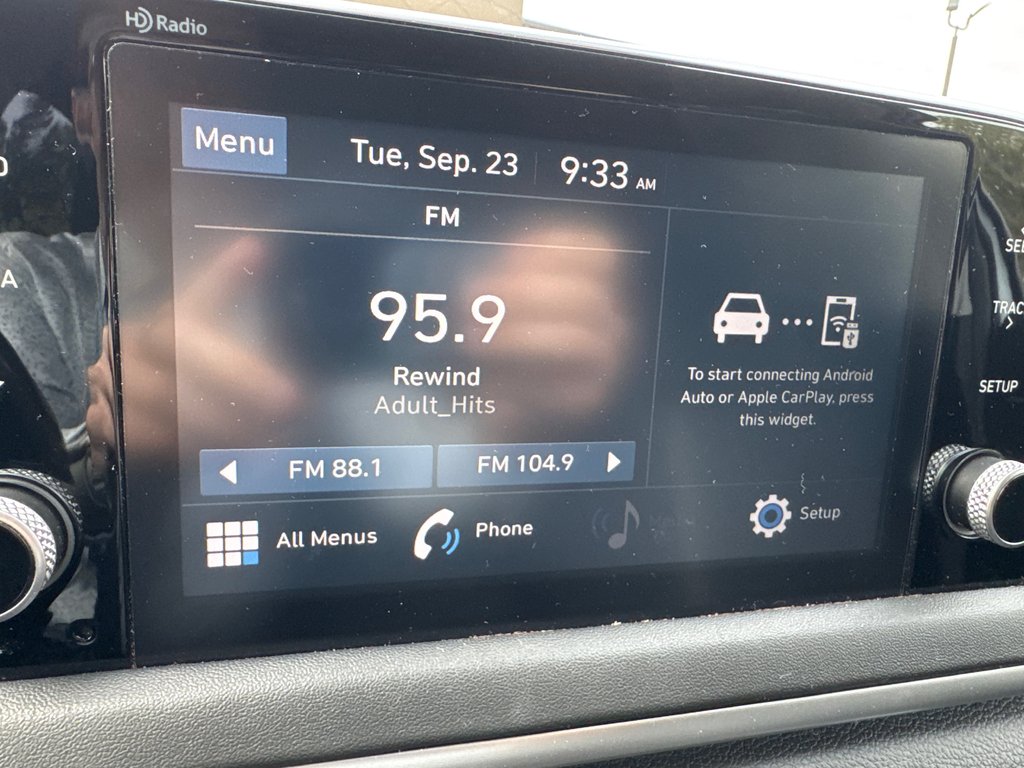 HD Radio
Menu
Tue, Sep. 23
9:33 AM
FM
95.9
Rewind
Adult_Hits
FM 88.1
FM 104.9
To start connecting Android
Auto or Apple CarPlay, press
this widget.
All Menus
Phone
Setup
TRAC
SETUP